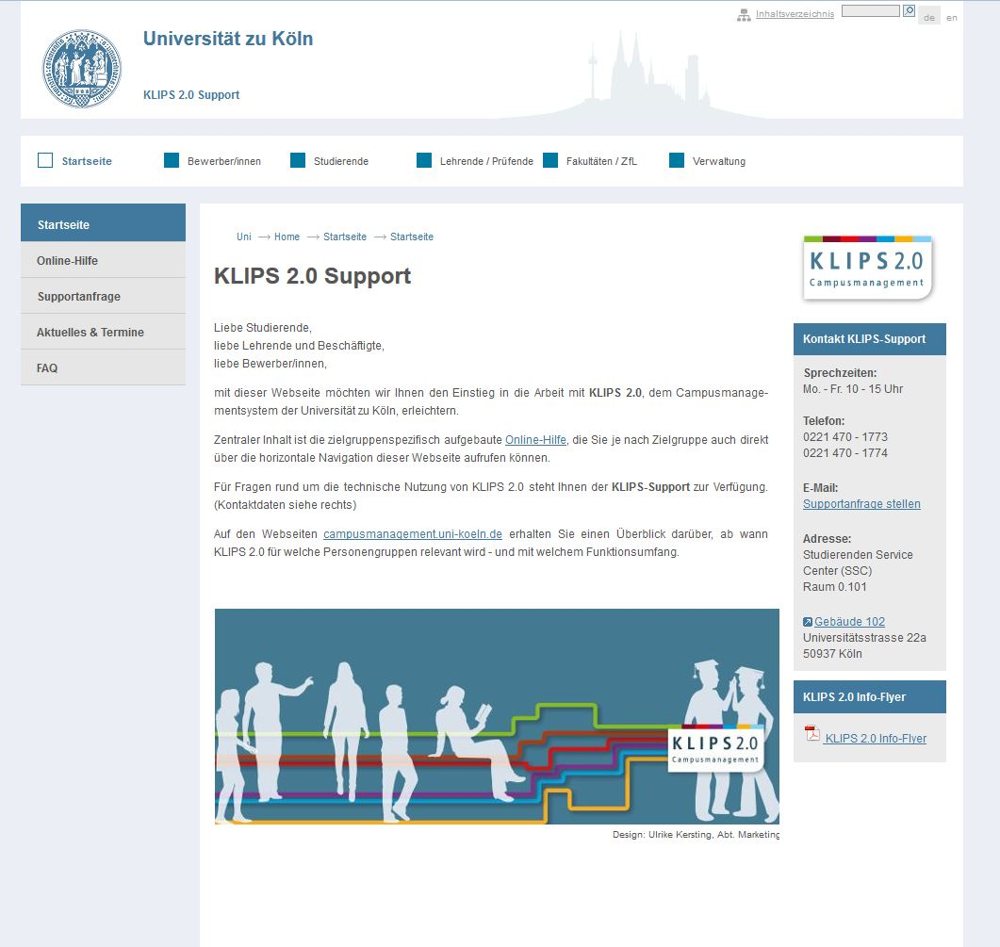 Inhaltsverzeichnis
de en
Universität zu Köln
KLIPS 2.0 Support
Startseite
Bewerber/innen
Studierende
Lehrende / Prüfende
Fakultäten / ZfL
Verwaltung
Startseite
Online-Hilfe
Supportanfrage
Aktuelles & Termine
FAQ
Uni → Home → Startseite → Startseite
KLIPS 2.0 Support
Liebe Studierende,
liebe Lehrende und Beschäftigte,
liebe Bewerber/innen,
mit dieser Webseite möchten wir Ihnen den Einstieg in die Arbeit mit KLIPS 2.0, dem Campusmanage-
mentsystem der Universität zu Köln, erleichtern.
Zentraler Inhalt ist die zielgruppenspezifisch aufgebaute Online-Hilfe, die Sie je nach Zielgruppe auch direkt
über die horizontale Navigation dieser Webseite aufrufen können.
Für Fragen rund um die technische Nutzung von KLIPS 2.0 steht Ihnen der KLIPS-Support zur Verfügung.
(Kontaktdaten siehe rechts)
Auf den Webseiten campusmanagement.uni-koeln.de erhalten Sie einen Überblick darüber, ab wann
KLIPS 2.0 für welche Personengruppen relevant wird - und mit welchem Funktionsumfang.
KLIPS 2.0
Campusmanagement
Design: Ulrike Kersting, Abt. Marketing
KLIPS 2.0
Campusmanagement
Kontakt KLIPS-Support
Sprechzeiten:
Mo. - Fr. 10 - 15 Uhr
Telefon:
0221 470 - 1773
0221 470 - 1774
E-Mail:
Supportanfrage stellen
Adresse:
Studierenden Service
Center (SSC)
Raum 0.101
Gebäude 102
Universitätsstrasse 22a
50937 Köln
KLIPS 2.0 Info-Flyer
KLIPS 2.0 Info-Flyer